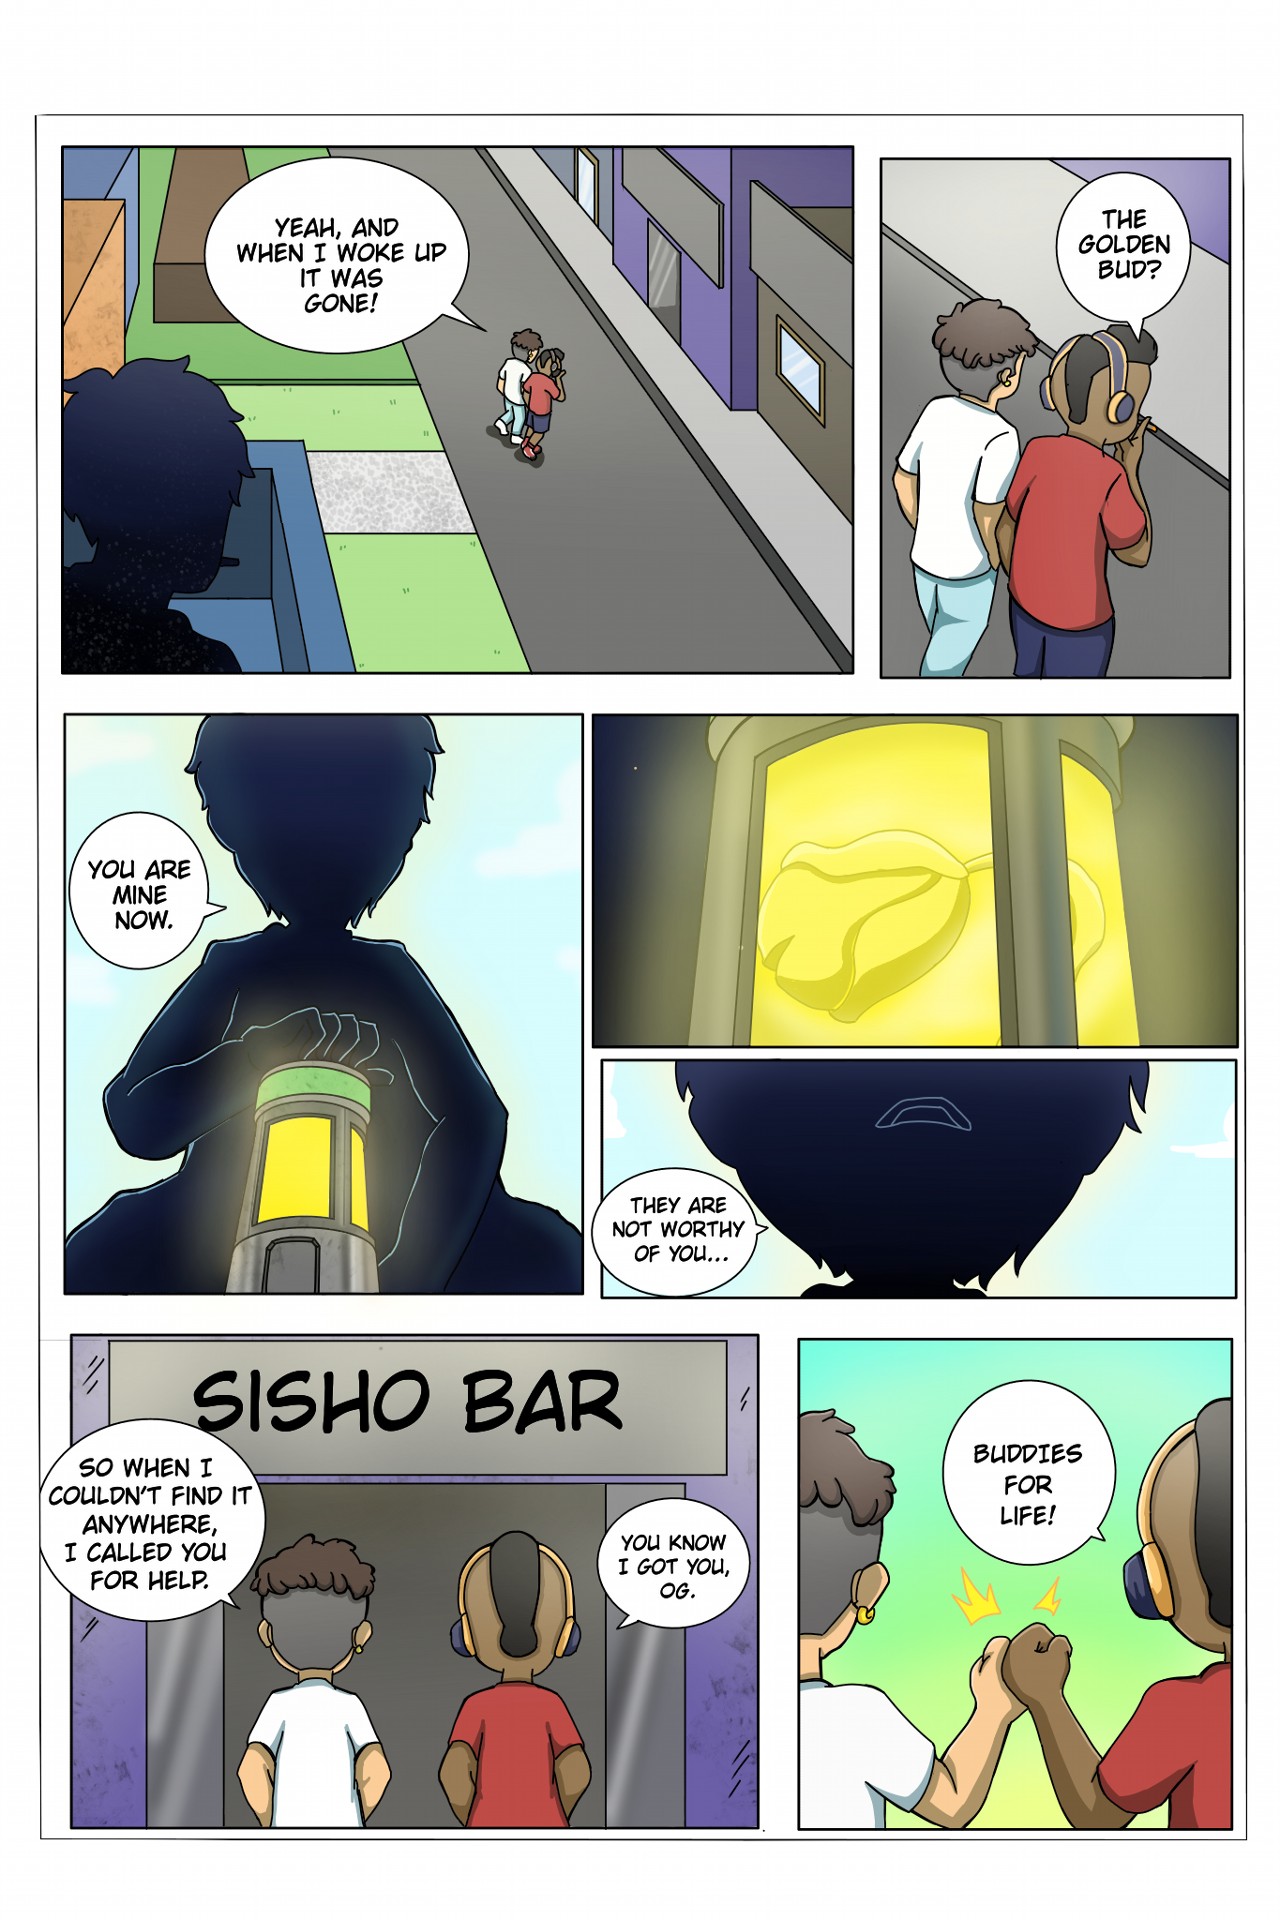 YEAH, AND
WHEN I WOKE UP
IT WAS
GONE!
THE
GOLDEN
BUD?
YOU ARE
MINE
NOW.
THEY ARE
NOT WORTHY
OF YOU...
SISHO BAR
SO WHEN I
COULDN'T FIND IT
ANYWHERE,
I CALLED YOU
FOR HELP.
YOU KNOW
I GOT YOU,
OG.
BUDDIES
FOR
LIFE!